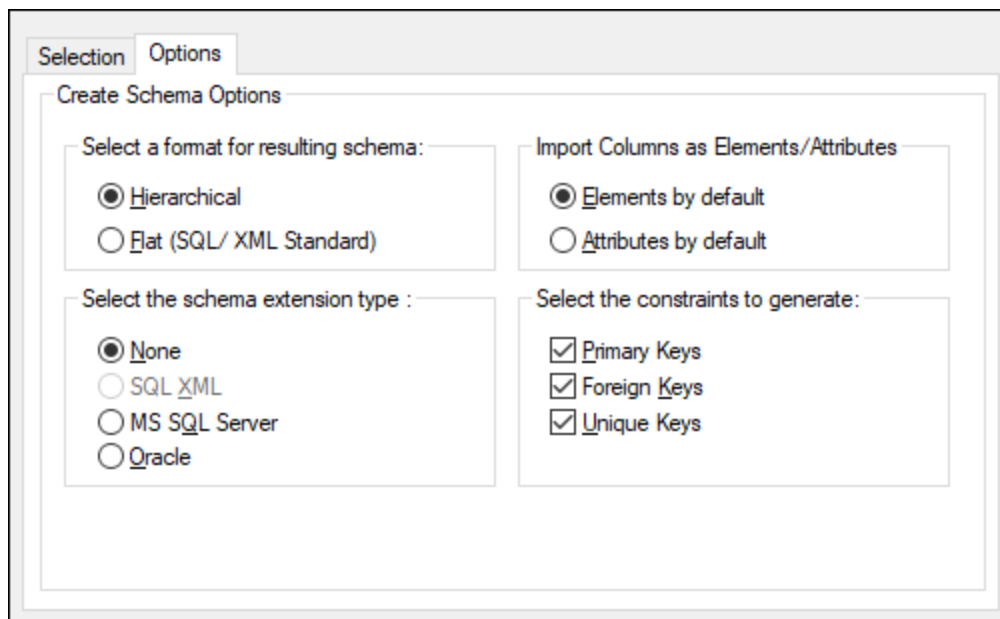 Selection
Options
Create Schema Options
Select a format for resulting schema:
Hierarchical
Flat (SQL/ XML Standard)
Import Columns as Elements/Attributes
Elements by default
Attributes by default
Select the schema extension type :
None
SQL XML
MS SQL Server
Oracle
Select the constraints to generate:
Primary Keys
Foreign Keys
Unique Keys